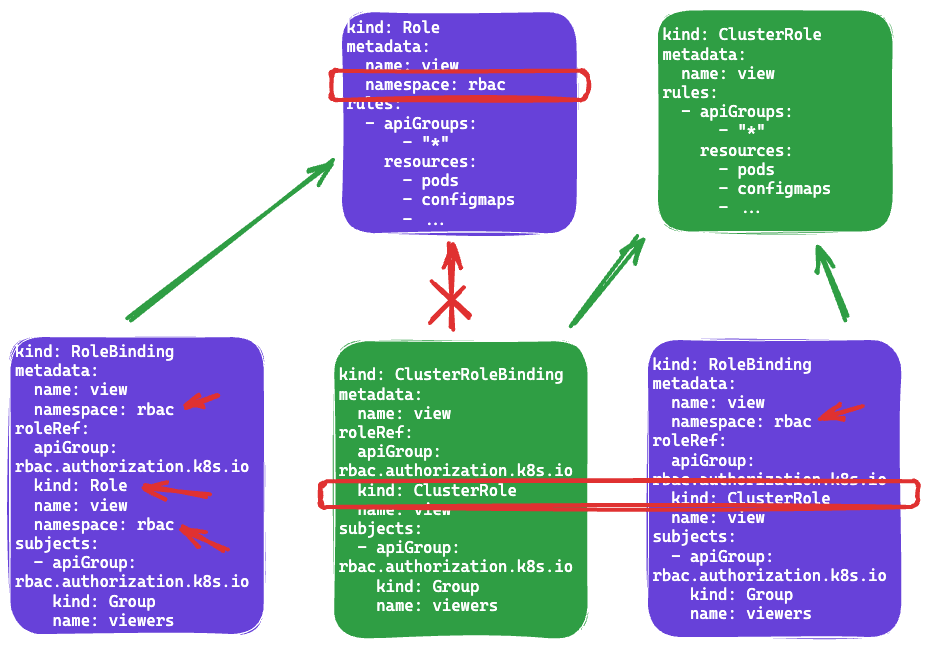 kind: Role
metadata:
  name: view
  namespace: rbac
rules:
  - apiGroups:
      - "*"
    resources:
      - pods
      - configmaps
      - ...
kind: ClusterRole
metadata:
  name: view
rules:
  - apiGroups:
      - "*"
    resources:
      - pods
      - configmaps
      - ...
kind: RoleBinding
metadata:
  name: view
  namespace: rbac
roleRef:
  apiGroup:
rbac.authorization.k8s.io
  kind: Role
  name: view
  namespace: rbac
subjects:
  - apiGroup:
rbac.authorization.k8s.io
    kind: Group
    name: viewers
kind: ClusterRoleBinding
metadata:
  name: view
roleRef:
  apiGroup:
rbac.authorization.k8s.io
  kind: ClusterRole
  name: view
subjects:
  - apiGroup:
rbac.authorization.k8s.io
    kind: Group
    name: viewers
kind: RoleBinding
metadata:
  name: view
  namespace: rbac
roleRef:
  apiGroup:
rbac.authorization.k8s.io
  kind: ClusterRole
  name: view
subjects:
  - apiGroup:
rbac.authorization.k8s.io
    kind: Group
    name: viewers